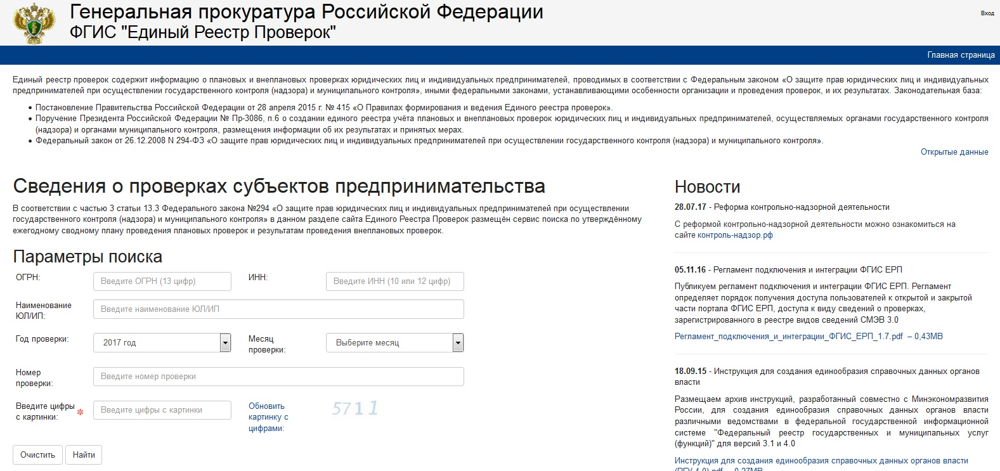 Генеральная прокуратура Российской Федерации
ФГИС "Единый Реестр Проверок"
Вход
Главная страница
Единый реестр проверок содержит информацию о плановых и внеплановых проверках юридических лиц и индивидуальных предпринимателей, проводимых в соответствии с Федеральным законом «О защите прав юридических лиц и индивидуальных
предпринимателей при осуществлении государственного контроля (надзора) и муниципального контроля», иными федеральными законами, устанавливающими особенности организации и проведения проверок, и их результатах. Законодательная база:
• Постановление Правительства Российской Федерации от 28 апреля 2015 г. № 415 «О Правилах формирования и ведения Единого реестра проверок».
• Поручение Президента Российской Федерации № Пр-3086, п.6 о создании единого реестра учёта плановых и внеплановых проверок юридических лиц и индивидуальных предпринимателей, осуществляемых органами государственного контроля
(надзора) и органами муниципального контроля, размещения информации об их результатах и принятых мерах.
• Федеральный закон от 26.12.2008 N 294-ФЗ «О защите прав юридических лиц и индивидуальных предпринимателей при осуществлении государственного контроля (надзора) и муниципального контроля».
Открытые данные
Сведения о проверках субъектов предпринимательства
В соответствии с частью 3 статьи 13.3 Федерального закона №294 «О защите прав юридических лиц и индивидуальных предпринимателей при осуществлении
государственного контроля (надзора) и муниципального контроля» в данном разделе сайта Единого Реестра Проверок размещён сервис поиска по утверждённому
ежегодному сводному плану проведения плановых проверок и результатам проведения внеплановых проверок.
Параметры поиска
ОГРН: Введите ОГРН (13 цифр) ИНН: Введите ИНН (10 или 12 цифр)
Наименование
ЮЛ/ИП: Введите наименование ЮЛ/ИП
Год проверки: 2017 год Месяц
проверки: Выберите месяц
Номер
проверки: Введите номер проверки
Введите цифры
с картинки: * Введите цифры с картинки
Обновить
картинку с
цифрами:
5711
Очистить Найти
Новости
28.07.17 - Реформа контрольно-надзорной деятельности
С реформой контрольно-надзорной деятельности можно ознакомиться на
сайте контроль-надзор.рф
05.11.16 - Регламент подключения и интеграции ФГИС ЕРП
Публикуем регламент подключения и интеграции ФГИС ЕРП. Регламент
определяет порядок получения доступа пользователей к открытой и закрытой
части портала ФГИС ЕРП, доступа к виду сведений о проверках,
зарегистрированного в реестре видов сведений СМЭВ 3.0
Регламент_подключения_и_интеграции_ФГИС_ЕРП_1.7.pdf – 0,43MB
18.09.15 - Инструкция для создания единообразия справочных данных органов
власти
Размещаем архив инструкций, разработанный совместно с Минэкономразвития
России, для создания единообразия справочных данных органов власти
различными ведомствами в федеральной государственной информационной
системе "Федеральный реестр государственных и муниципальных услуг
(функций)" для версий 3.1 и 4.0
Инструкция для создания единообразия справочных данных органов власти
(РГУ 4.0).pdf – 0,27MB